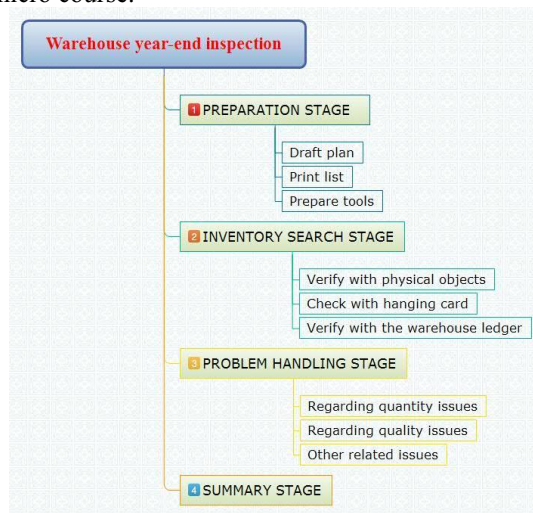 micro course.
Warehouse year-end inspection
1 PREPARATION STAGE
Draft plan
Print list
Prepare tools
2 INVENTORY SEARCH STAGE
Verify with physical objects
Check with hanging card
Verify with the warehouse ledger
3 PROBLEM HANDLING STAGE
Regarding quantity issues
Regarding quality issues
Other related issues
4 SUMMARY STAGE